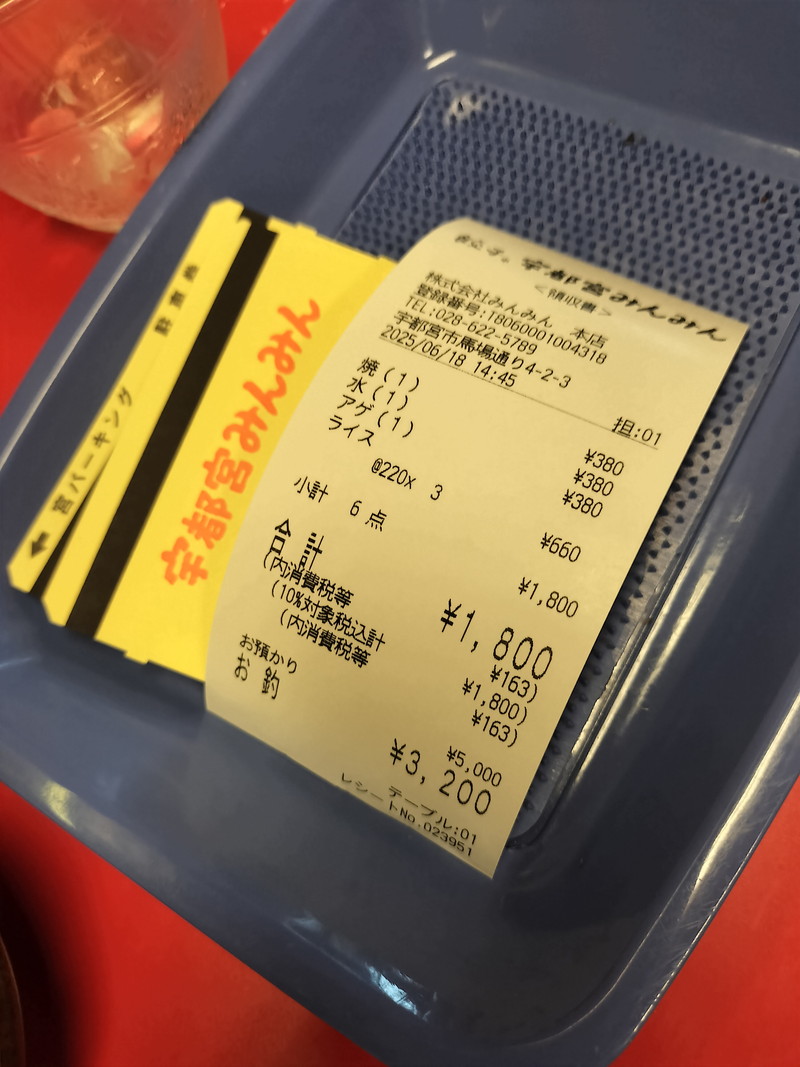 餃子。宇都宮みんみん
<領収書>
株式会社みんみん 本店
登録番号:T8060001004318
TEL:028-622-5789
宇都宮市馬場通り4-2-3
2025/06/18 14:45
担:01
焼(1) ¥380
水(1) ¥380
アゲ(1) ¥380
ライス
@220x 3 ¥660
小計 6点 ¥1,800
合計 ¥1,800
(内消費税等 ¥163)
(10%対象税込計 ¥1,800)
(内消費税等 ¥163)
お預かり ¥5,000
お釣 ¥3,200
テーブル:01
レシートNo.023951
宇都宮みんみん
駐車券
宮パーキング